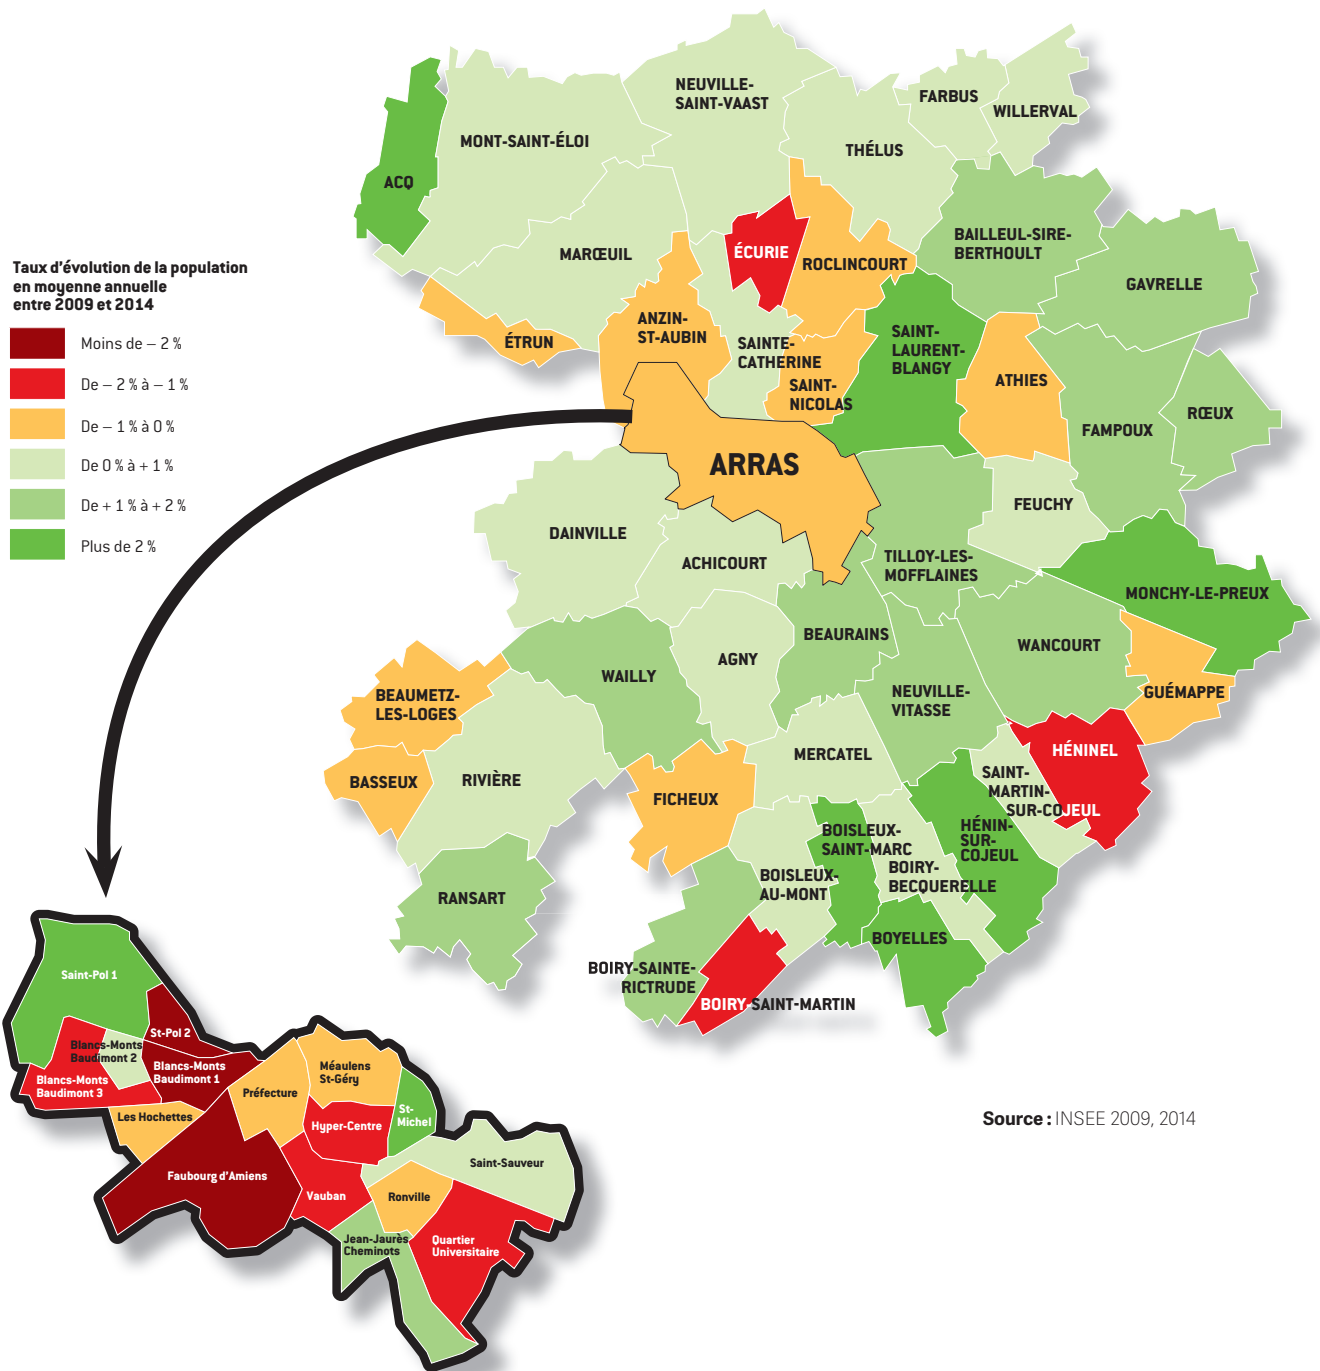 NEUVILLE-
SAINT-VAAST
FARBUS
WILLERVAL
MONT-SAINT-ÉLOI
THÉLUS
ACQ
BAILLEUL-SIRE-
BERTHOULT
MARŒUIL
ÉCURIE
ROCLINCOURT
GAVRELLE
Taux d'évolution de la population
en moyenne annuelle
entre 2009 et 2014
Moins de – 2 %
De – 2 % à – 1 %
De – 1 % à 0 %
De 0 % à + 1 %
De + 1 % à + 2 %
Plus de 2 %
ÉTRUN
ANZIN-
ST-AUBIN
SAINTE-
CATHERINE
SAINT-
NICOLAS
SAINT-
LAURENT-
BLANGY
ATHIES
FAMPOUX
RŒUX
ARRAS
DAINVILLE
ACHICOURT
FEUCHY
TILLOY-LES-
MOFFLAINES
MONCHY-LE-PREUX
BEAURAINS
WANCOURT
AGNY
WAILLY
NEUVILLE-
VITASSE
GUÉMAPPE
BEAUMETZ-
LES-LOGES
BASSEUX
RIVIÈRE
MERCATEL
HÉNINEL
SAINT-
MARTIN-
SUR-COJEUL
FICHEUX
BOISLEUX-
SAINT-MARC
HÉNIN-
SUR-
COJEUL
BOISLEUX-
AU-MONT
BOIRY-
BECQUERELLE
RANSART
BOYELLES
BOIRY-SAINTE-
RICTRUDE
BOIRY-SAINT-MARTIN
Saint-Pol 1
St-Pol 2
Blancs-Monts
Baudimont 2
Blancs-Monts
Baudimont 1
Blancs-Monts
Baudimont 3
Les Hochettes
Préfecture
Méaulens
St-Géry
Hyper-Centre
St-
Michel
Faubourg d'Amiens
Vauban
Ronville
Saint-Sauveur
Jean-Jaurès
Cheminots
Quartier
Universitaire
Source : INSEE 2009, 2014